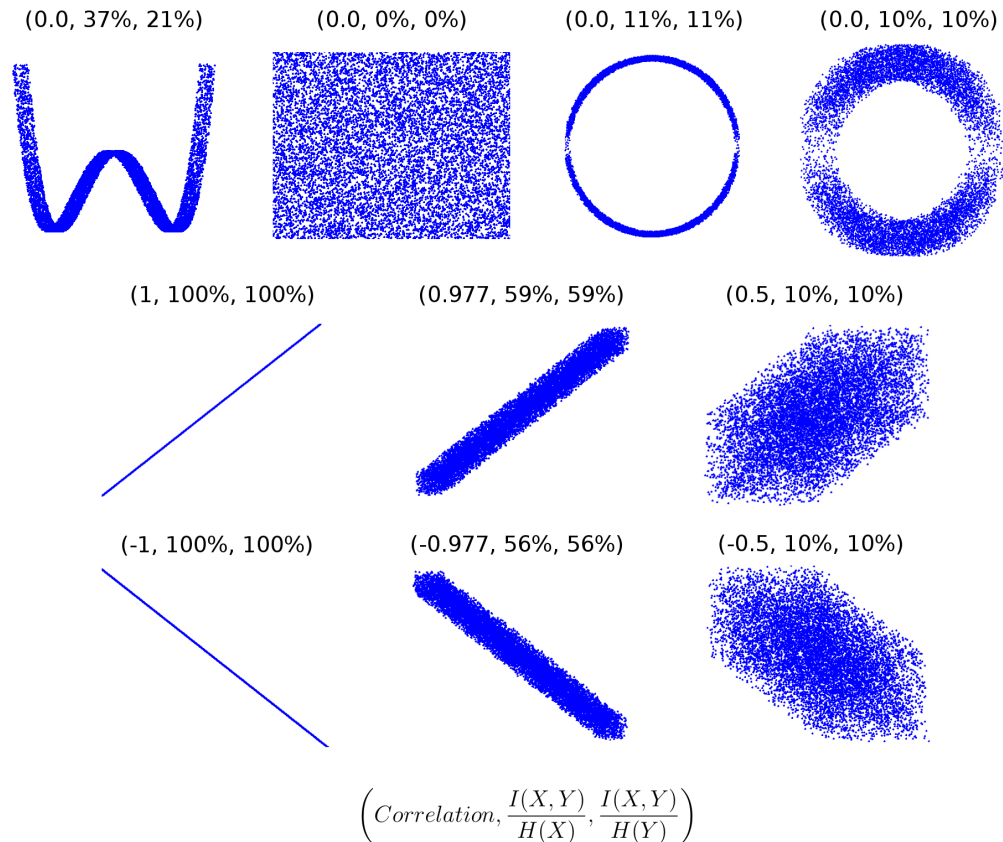 (0.0, 37%, 21%) (0.0, 0%, 0%) (0.0, 11%, 11%) (0.0, 10%, 10%)
(1, 100%, 100%) (0.977, 59%, 59%) (0.5, 10%, 10%)
(-1, 100%, 100%) (-0.977, 56%, 56%) (-0.5, 10%, 10%)
(Correlation, I(X,Y)/H(X), I(X,Y)/H(Y))